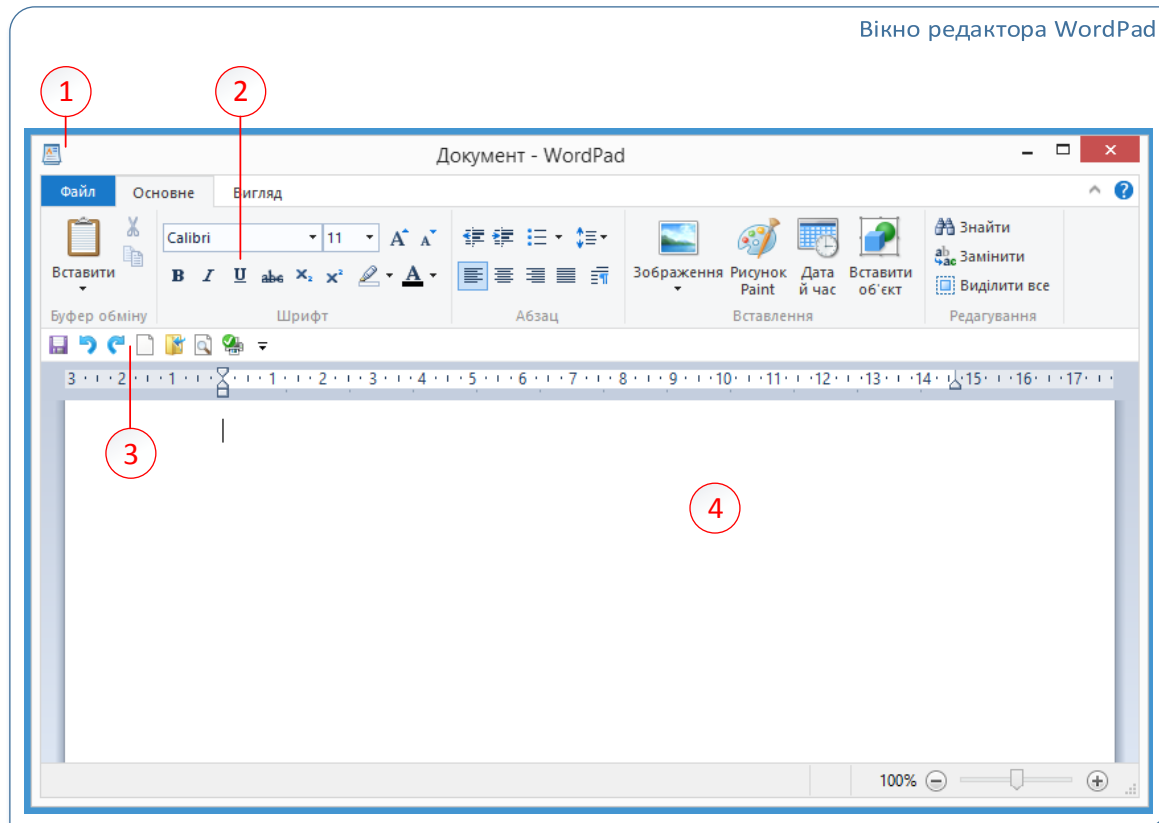 Вікно редактора WordPad
1
2
Документ - WordPad
Файл Основне Вигляд
Calibri 11
Вставити
Зображення Рисунок Paint Дата й час Вставити об'єкт
Знайти
Замінити
Виділити все
Буфер обміну Шрифт Абзац Вставлення Редагування
3 2 1 1 2 3 4 5 6 7 8 9 10 11 12 13 14 15 16 17
3
4
100%